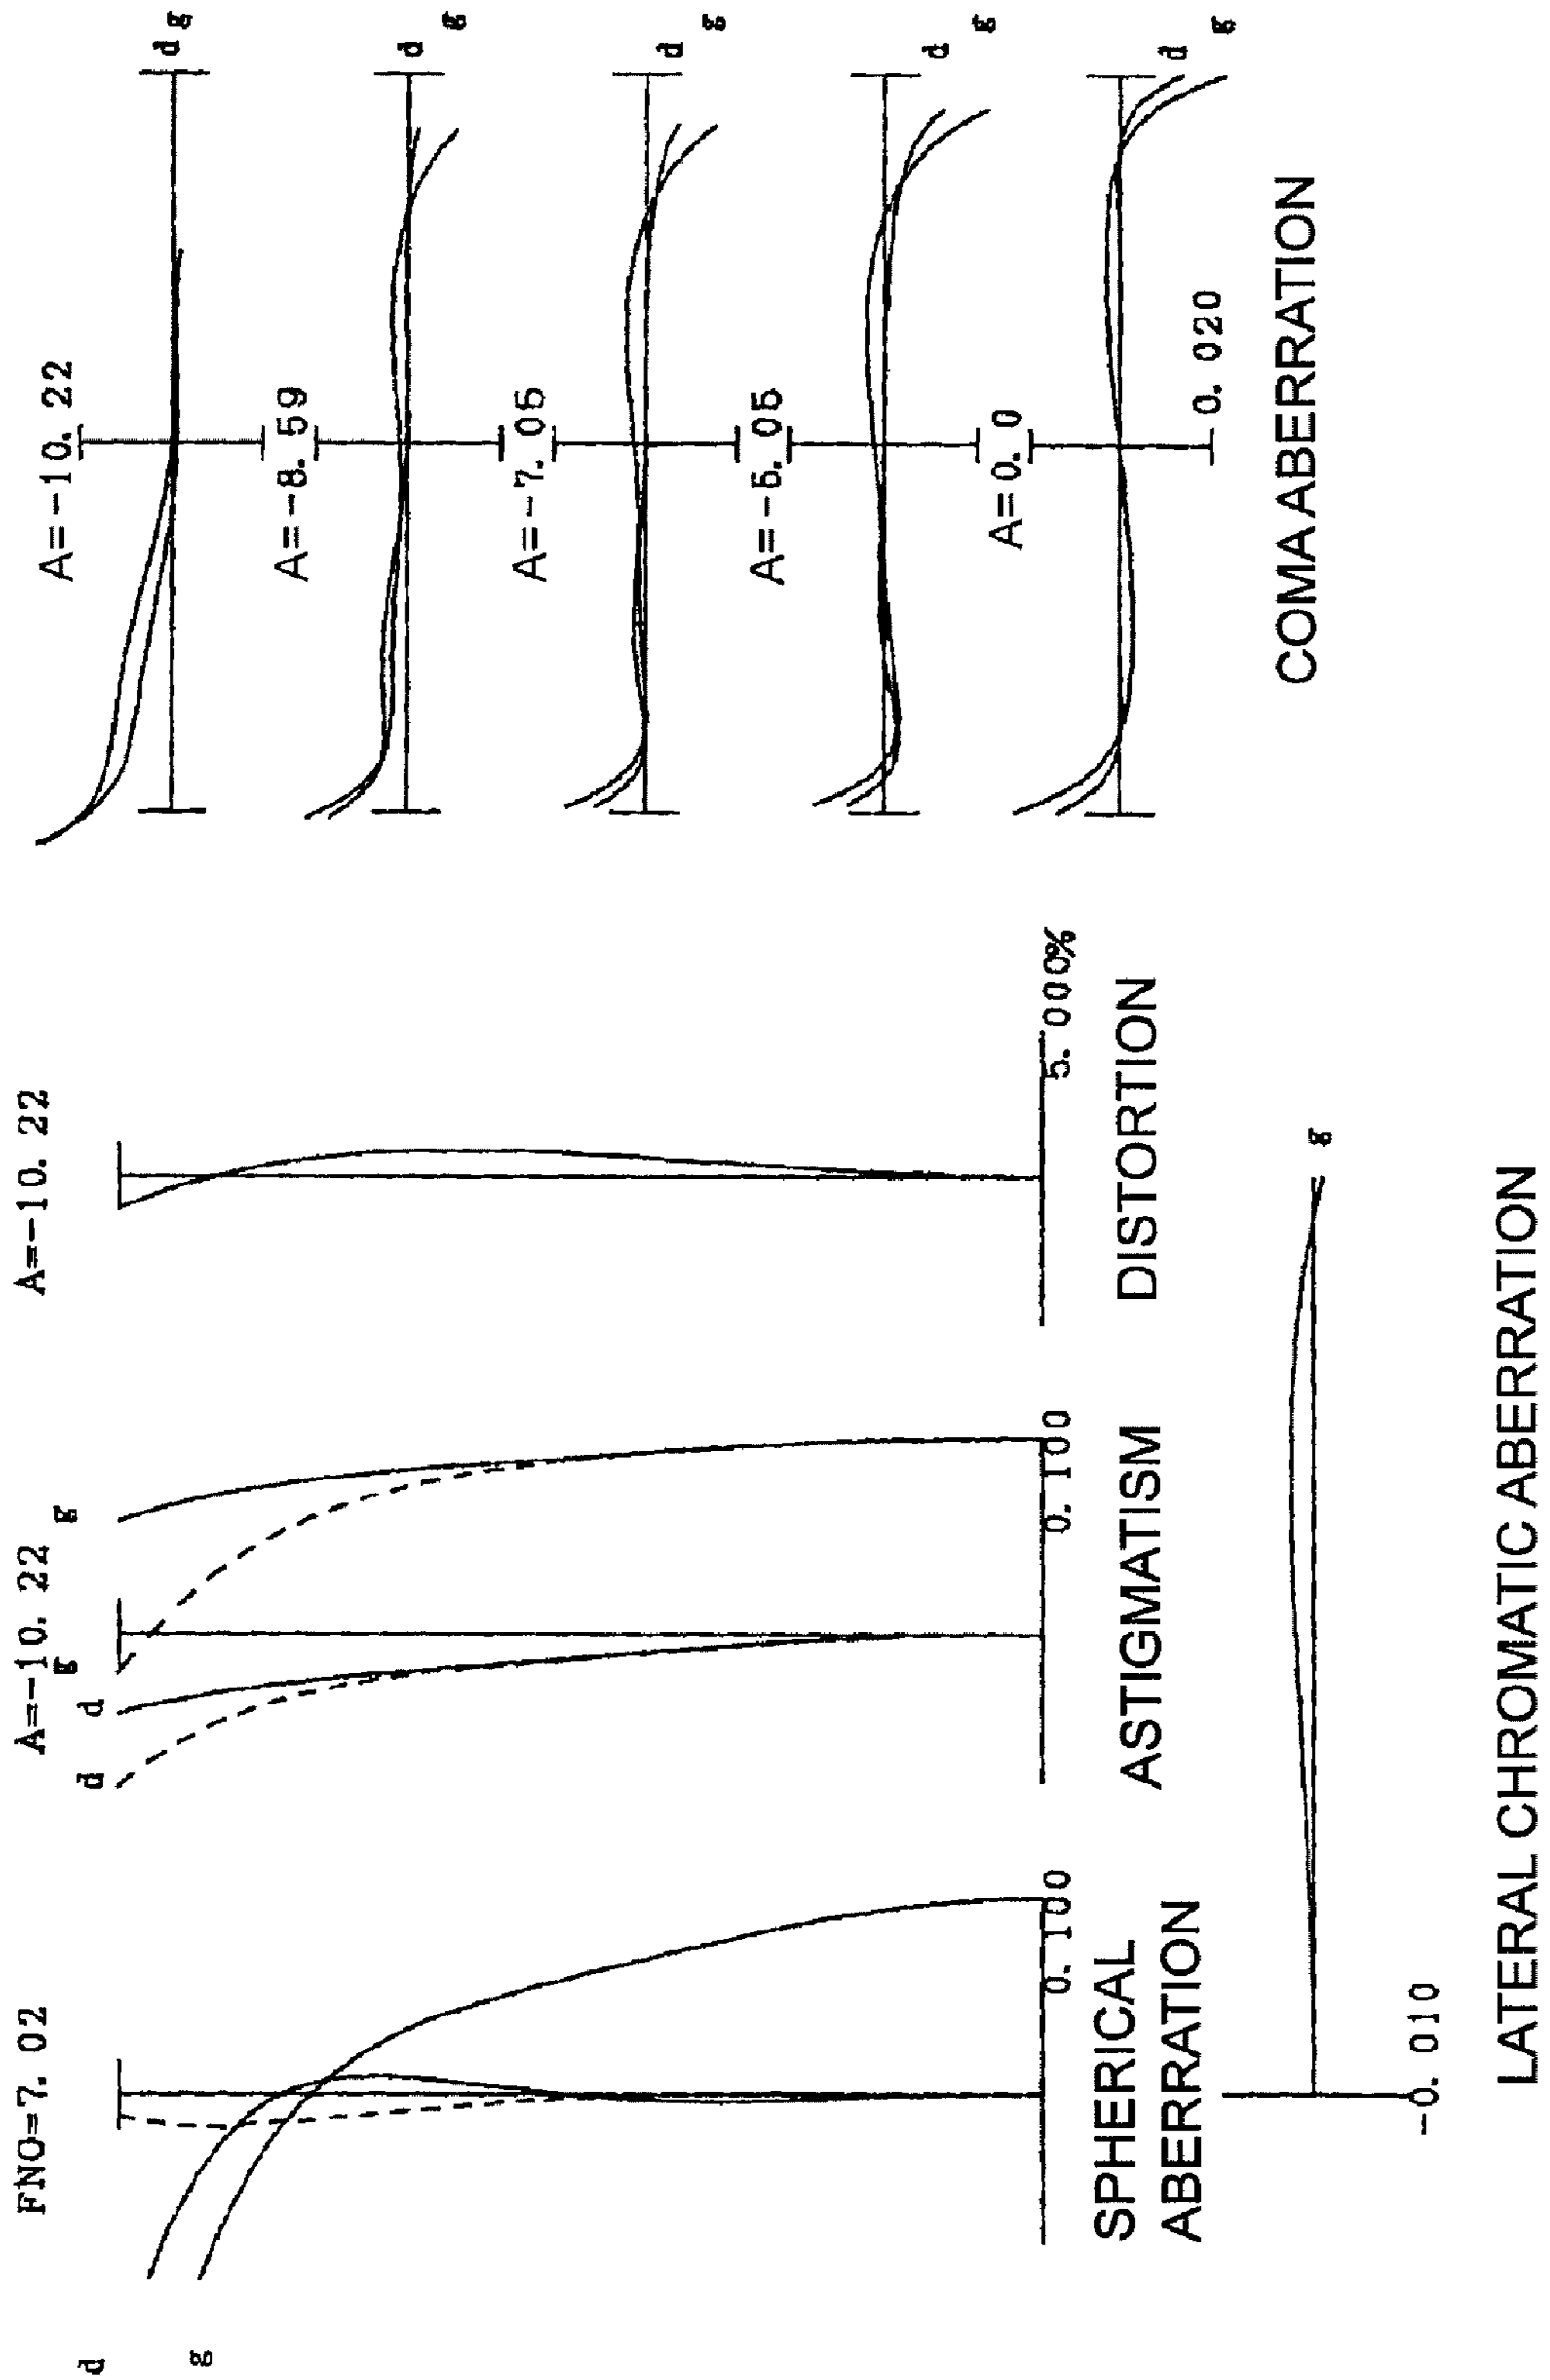 FNO=7. 02
d
g
0. 100
SPHERICAL
ABERRATION
A=-10. 22
d
d
g
g
0. 100
ASTIGMATISM
A=-10. 22
5. 000%
DISTORTION
A=-10. 22
d
g
A=-8. 59
d
g
A=-7. 05
d
g
A=-5. 05
d
g
A=0. 0
d
g
0. 020
COMA ABERRATION
g
-0. 010
LATERAL CHROMATIC ABERRATION